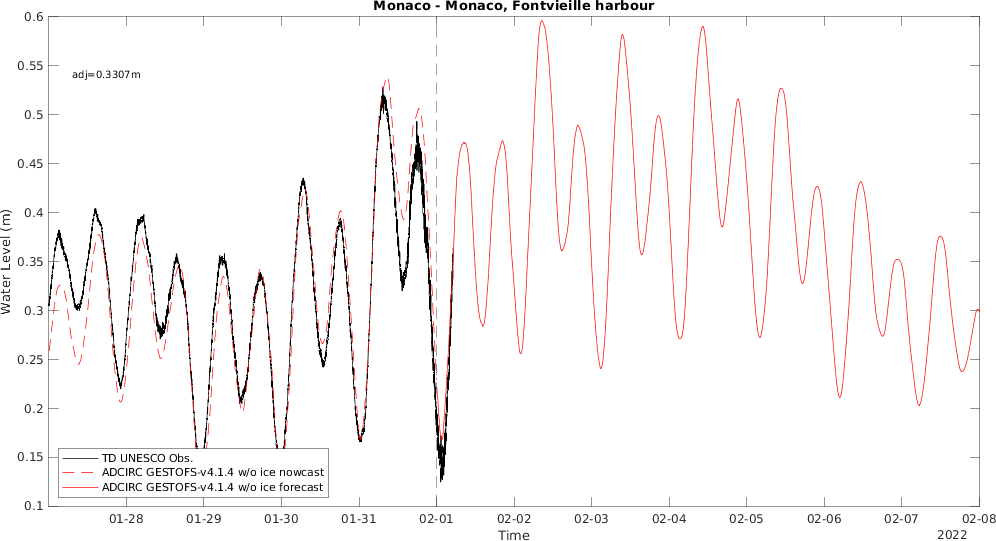 Monaco - Monaco, Fontvieille harbour
adj=0.3307m
Water Level (m)
0.6
0.55
0.5
0.45
0.4
0.35
0.3
0.25
0.2
0.15
0.1
TD UNESCO Obs.
ADCIRC GESTOFS-v4.1.4 w/o ice nowcast
ADCIRC GESTOFS-v4.1.4 w/o ice forecast
01-28 01-29 01-30 01-31 02-01 02-02 02-03 02-04 02-05 02-06 02-07 02-08
Time
2022